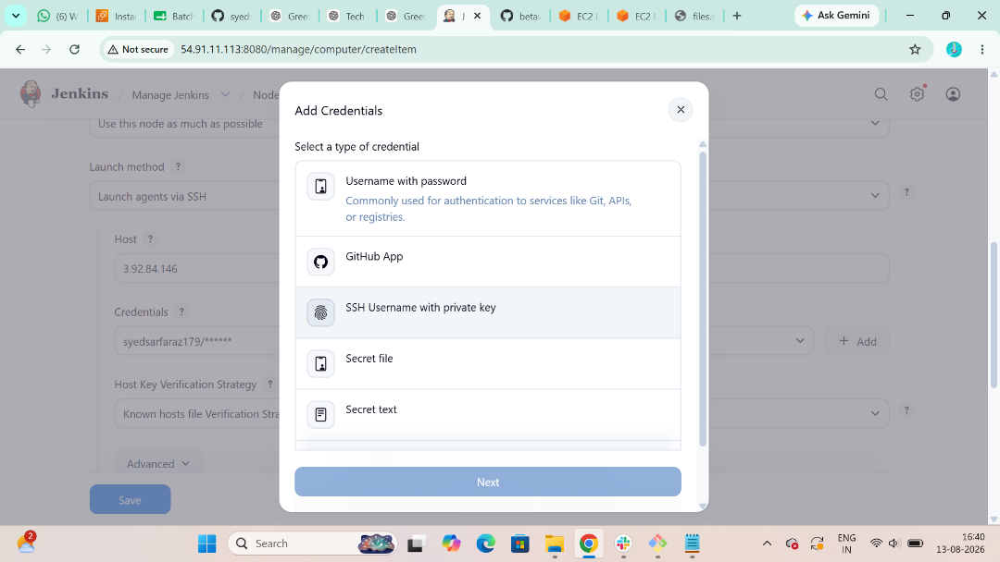 (6) W
Insta
Batch
syed
Gree
Tech
Gree
J
betav
EC2 I
EC2 I
files.s
Ask Gemini
Not secure
54.91.11.113:8080/manage/computer/createItem
Jenkins / Manage Jenkins / Node
Use this node as much as possible
Launch method ?
Launch agents via SSH
?
Host ?
3.92.84.146
Credentials ?
syedsarfaraz179/******
+ Add
Host Key Verification Strategy ?
Known hosts file Verification Stra
?
Advanced
Save
Add Credentials
Select a type of credential
Username with password
Commonly used for authentication to services like Git, APIs,
or registries.
GitHub App
SSH Username with private key
Secret file
Secret text
Next
2
Search
ENG
IN
16:40
13-08-2026